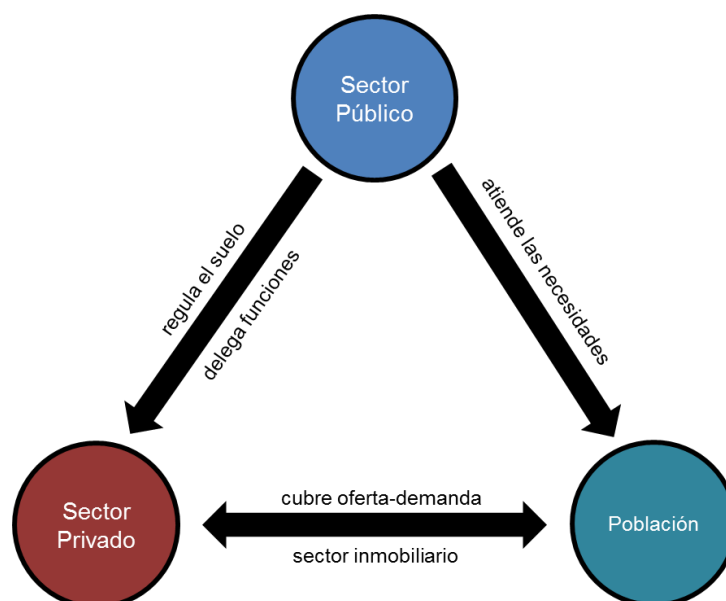 Sector
Público
regula el suelo
delega funciones
atiende las necesidades
Sector
Privado
cubre oferta-demanda
sector inmobiliario
Población